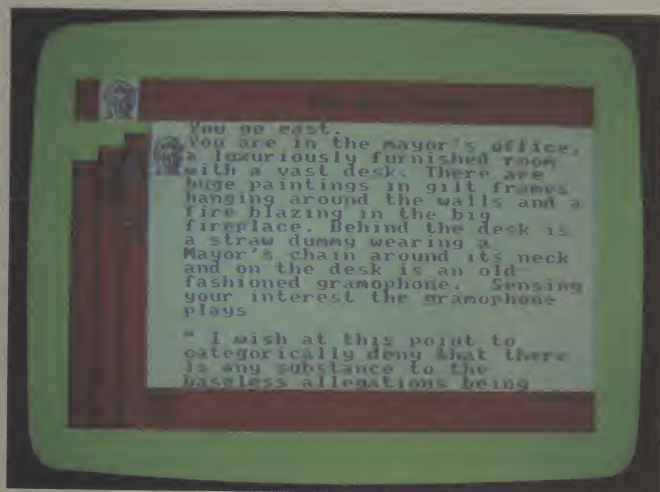 You go east.
You are in the mayor's office,
a luxuriously furnished room
with a vast desk. There are
huge paintings in gilt frames
hanging around the walls and a
fire blazing in the big
fireplace. Behind the desk is
a straw dummy wearing a
Mayor's chain around its neck
and on the desk is an old
fashioned gramophone. Sensing
your interest the gramophone
plays
" I wish at this point to
categorically deny that there
is any substance to the
baseless allegations being